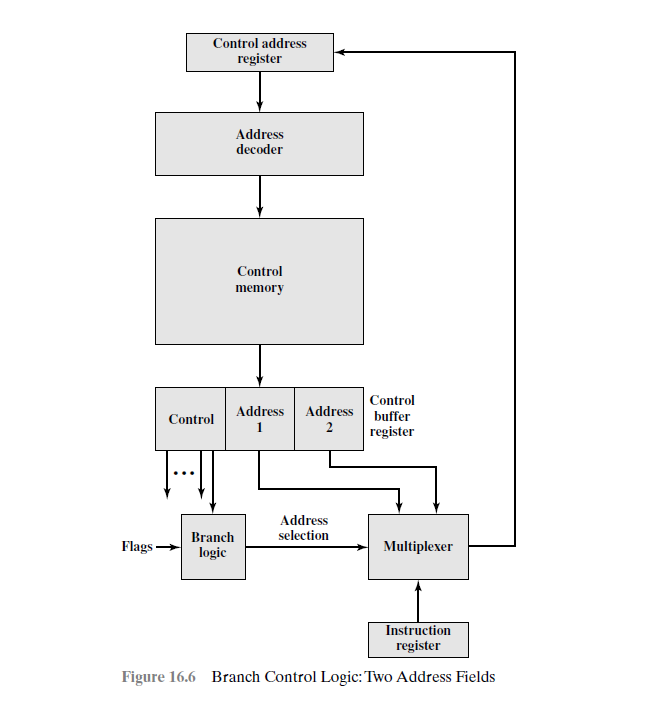 Control address
register
Address
decoder
Control
memory
Control
Address
1
Address
2
Control
buffer
register
...
Flags
Branch
logic
Address
selection
Multiplexer
Instruction
register
Figure 16.6 Branch Control Logic: Two Address Fields